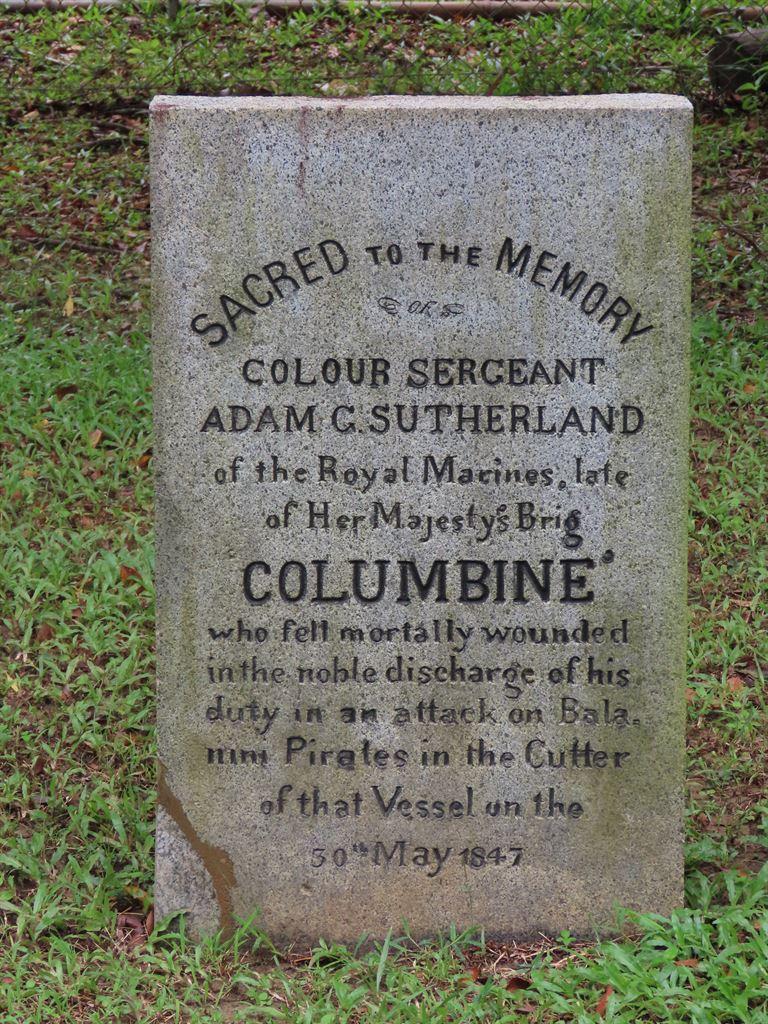 SACRED TO THE MEMORY
OF
COLOUR SERGEANT
ADAM G. SUTHERLAND
of the Royal Marines, late
of Her Majesty's Brig
COLUMBINE"
who fell mortally wounded
in the noble discharge of his
duty in an attack on Bala-
nini Pirates in the Cutter
of that Vessel on the
30th May 1847